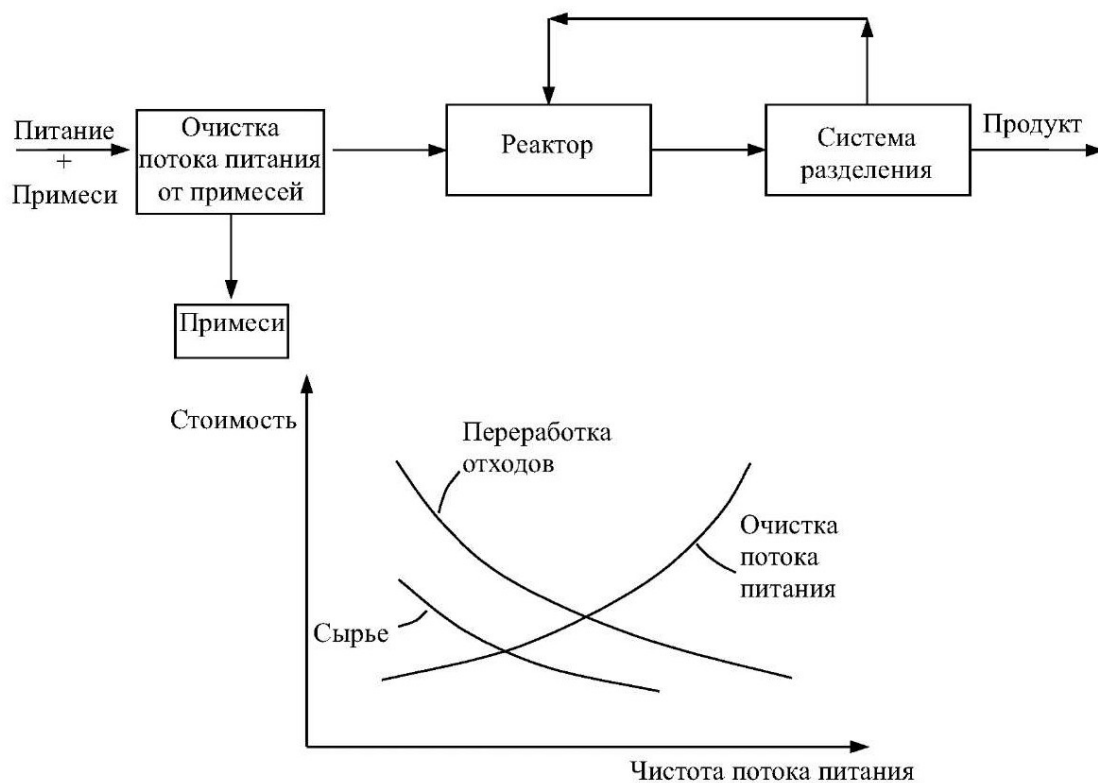 Питание
+
Примеси
Очистка
потока питания
от примесей
Реактор
Система
разделения
Продукт
Примеси
Стоимость
Переработка
отходов
Очистка
потока
питания
Сырье
Чистота потока питания